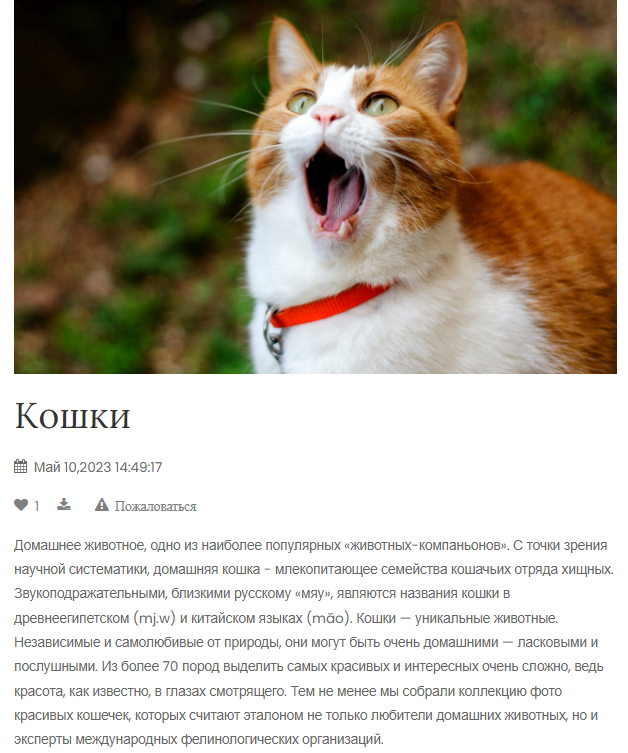 Кошки
Май 10,2023 14:49:17
1 Пожаловаться
Домашнее животное, одно из наиболее популярных «животных-компаньонов». С точки зрения
научной систематики, домашняя кошка - млекопитающее семейства кошачьих отряда хищных.
Звукоподражательными, близкими русскому «мяу», являются названия кошки в
древнеегипетском (mj.w) и китайском языках (māo). Кошки — уникальные животные.
Независимые и самолюбивые от природы, они могут быть очень домашними — ласковыми и
послушными. Из более 70 пород выделить самых красивых и интересных очень сложно, ведь
красота, как известно, в глазах смотрящего. Тем не менее мы собрали коллекцию фото
красивых кошечек, которых считают эталоном не только любители домашних животных, но и
эксперты международных фелинологических организаций.